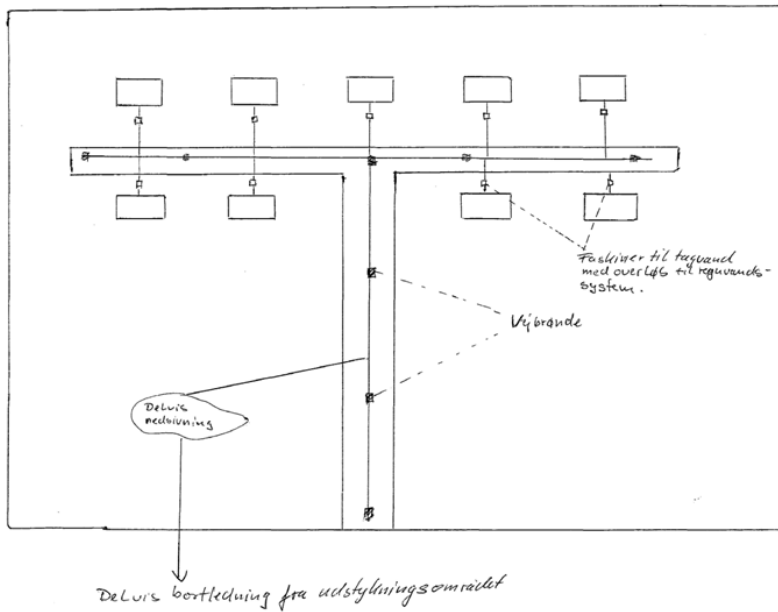 Faskiner til tagvand
med overløb til regnvands-
system.
Vejbrønde
Delvis
nedsivning
Delvis bortledning fra udstykningsområdet